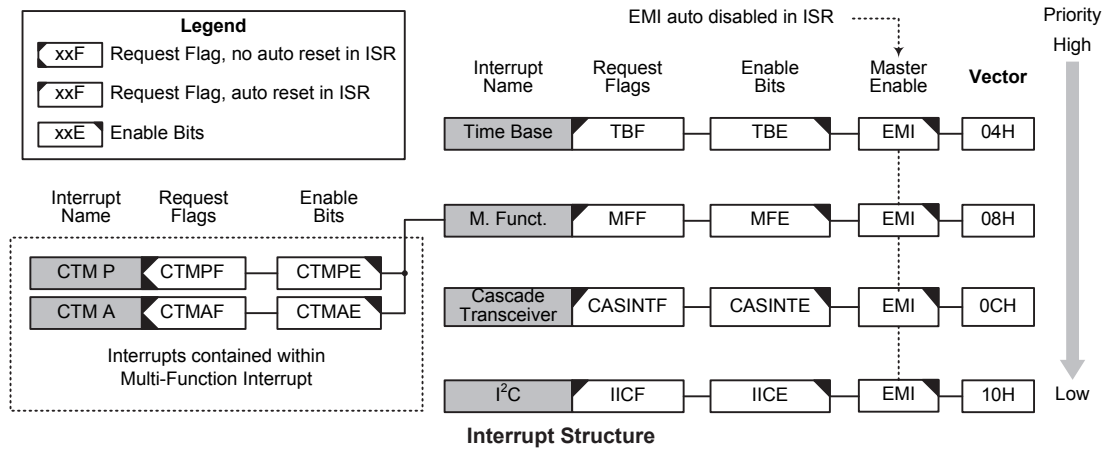 Legend
xxF Request Flag, no auto reset in ISR
xxF Request Flag, auto reset in ISR
xxE Enable Bits
EMI auto disabled in ISR
Priority
High
Interrupt Name
Request Flags
Enable Bits
Master Enable
Vector
Time Base TBF TBE EMI 04H
Interrupt Name
Request Flags
Enable Bits
M. Funct. MFF MFE EMI 08H
CTM P CTMPF CTMPE
CTM A CTMAF CTMAE
Interrupts contained within
Multi-Function Interrupt
Cascade Transceiver CASINTF CASINTE EMI 0CH
I²C IICF IICE EMI 10H
Low
Interrupt Structure